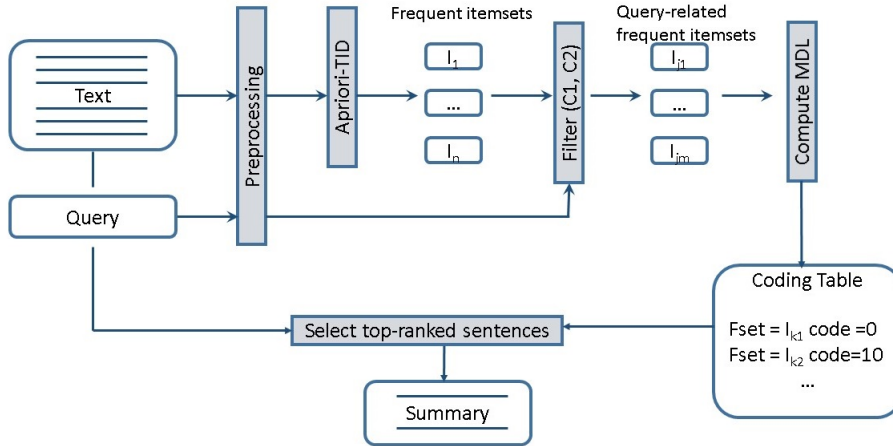 Text
Query
Preprocessing
Apriori-TID
Frequent itemsets
I1
...
In
Filter (C1, C2)
Query-related
frequent itemsets
Ij1
...
Ijm
Compute MDL
Coding Table
Fset = Ik1 code =0
Fset = Ik2 code=10
...
Select top-ranked sentences
Summary